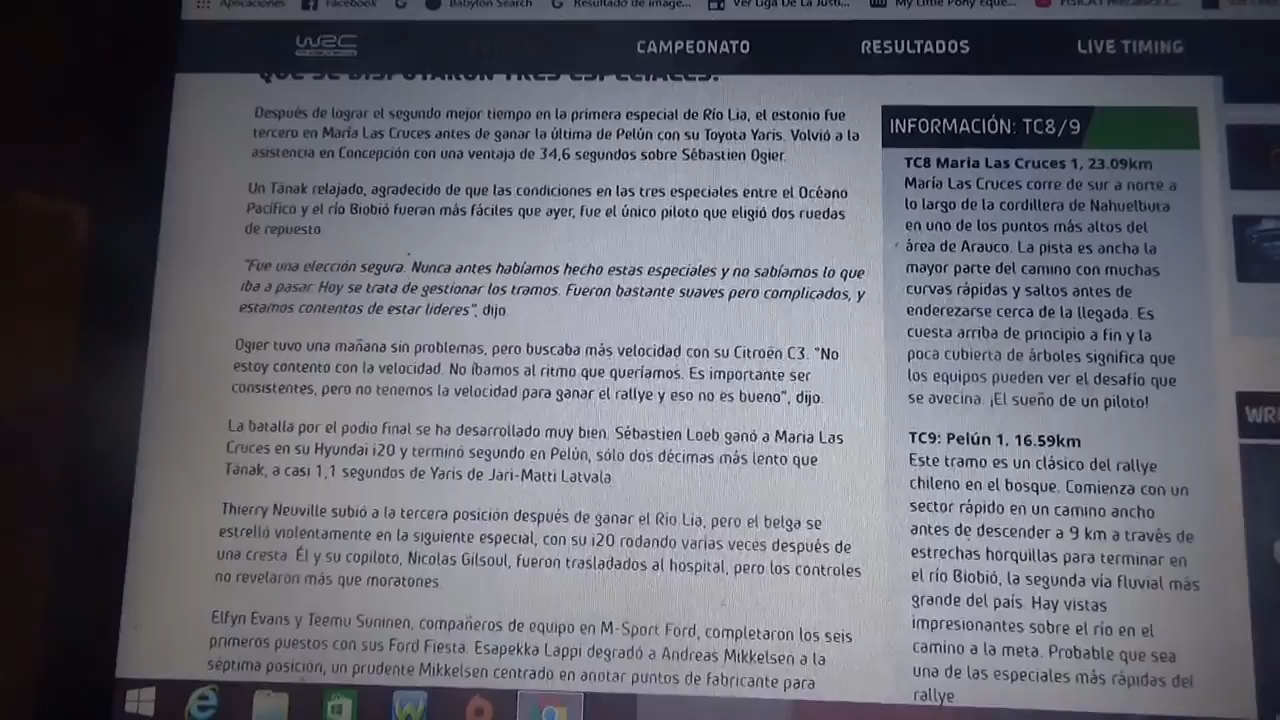 Aplicaciones Facebook Babylon Search Resultado de image... Ver Liga De La Justi... My Little Pony Eque...
WRC CAMPEONATO RESULTADOS LIVE TIMING
QUE SE DISPUTARON TRES ESPECIALES.
Después de lograr el segundo mejor tiempo en la primera especial de Río Lia, el estonio fue
tercero en María Las Cruces antes de ganar la última de Pelún con su Toyota Yaris. Volvió a la
asistencia en Concepción con una ventaja de 34,6 segundos sobre Sébastien Ogier.
Un Tänak relajado, agradecido de que las condiciones en las tres especiales entre el Océano
Pacífico y el río Biobió fueran más fáciles que ayer, fue el único piloto que eligió dos ruedas
de repuesto
"Fue una elección segura. Nunca antes habíamos hecho estas especiales y no sabíamos lo que
iba a pasar. Hoy se trata de gestionar los tramos. Fueron bastante suaves pero complicados, y
estamos contentos de estar líderes", dijo.
Ogier tuvo una mañana sin problemas, pero buscaba más velocidad con su Citroën C3. "No
estoy contento con la velocidad. No íbamos al ritmo que queríamos. Es importante ser
consistentes, pero no tenemos la velocidad para ganar el rallye y eso no es bueno", dijo.
La batalla por el podio final se ha desarrollado muy bien. Sébastien Loeb ganó a Maria Las
Cruces en su Hyundai i20 y terminó segundo en Pelún, sólo dos décimas más lento que
Tänak, a casi 1,1 segundos de Yaris de Jari-Matti Latvala.
Thierry Neuville subió a la tercera posición después de ganar el Río Lia, pero el belga se
estrelló violentamente en la siguiente especial, con su i20 rodando varias veces después de
una cresta. Él y su copiloto, Nicolas Gilsoul, fueron trasladados al hospital, pero los controles
no revelaron más que moratones.
Elfyn Evans y Teemu Suninen, compañeros de equipo en M-Sport Ford, completaron los seis
primeros puestos con sus Ford Fiesta. Esapekka Lappi degradó a Andreas Mikkelsen a la
séptima posición, un prudente Mikkelsen centrado en anotar puntos de fabricante para
INFORMACIÓN: TC8/9
TC8 Maria Las Cruces 1, 23.09km
María Las Cruces corre de sur a norte a
lo largo de la cordillera de Nahuelbuta
en uno de los puntos más altos del
área de Arauco. La pista es ancha la
mayor parte del camino con muchas
curvas rápidas y saltos antes de
enderezarse cerca de la llegada. Es
cuesta arriba de principio a fin y la
poca cubierta de árboles significa que
los equipos pueden ver el desafío que
se avecina. ¡El sueño de un piloto!
TC9: Pelún 1, 16.59km
Este tramo es un clásico del rallye
chileno en el bosque. Comienza con un
sector rápido en un camino ancho
antes de descender a 9 km a través de
estrechas horquillas para terminar en
el río Biobió, la segunda vía fluvial más
grande del país. Hay vistas
impresionantes sobre el río en el
camino a la meta. Probable que sea
una de las especiales más rápidas del
rallye.
WR